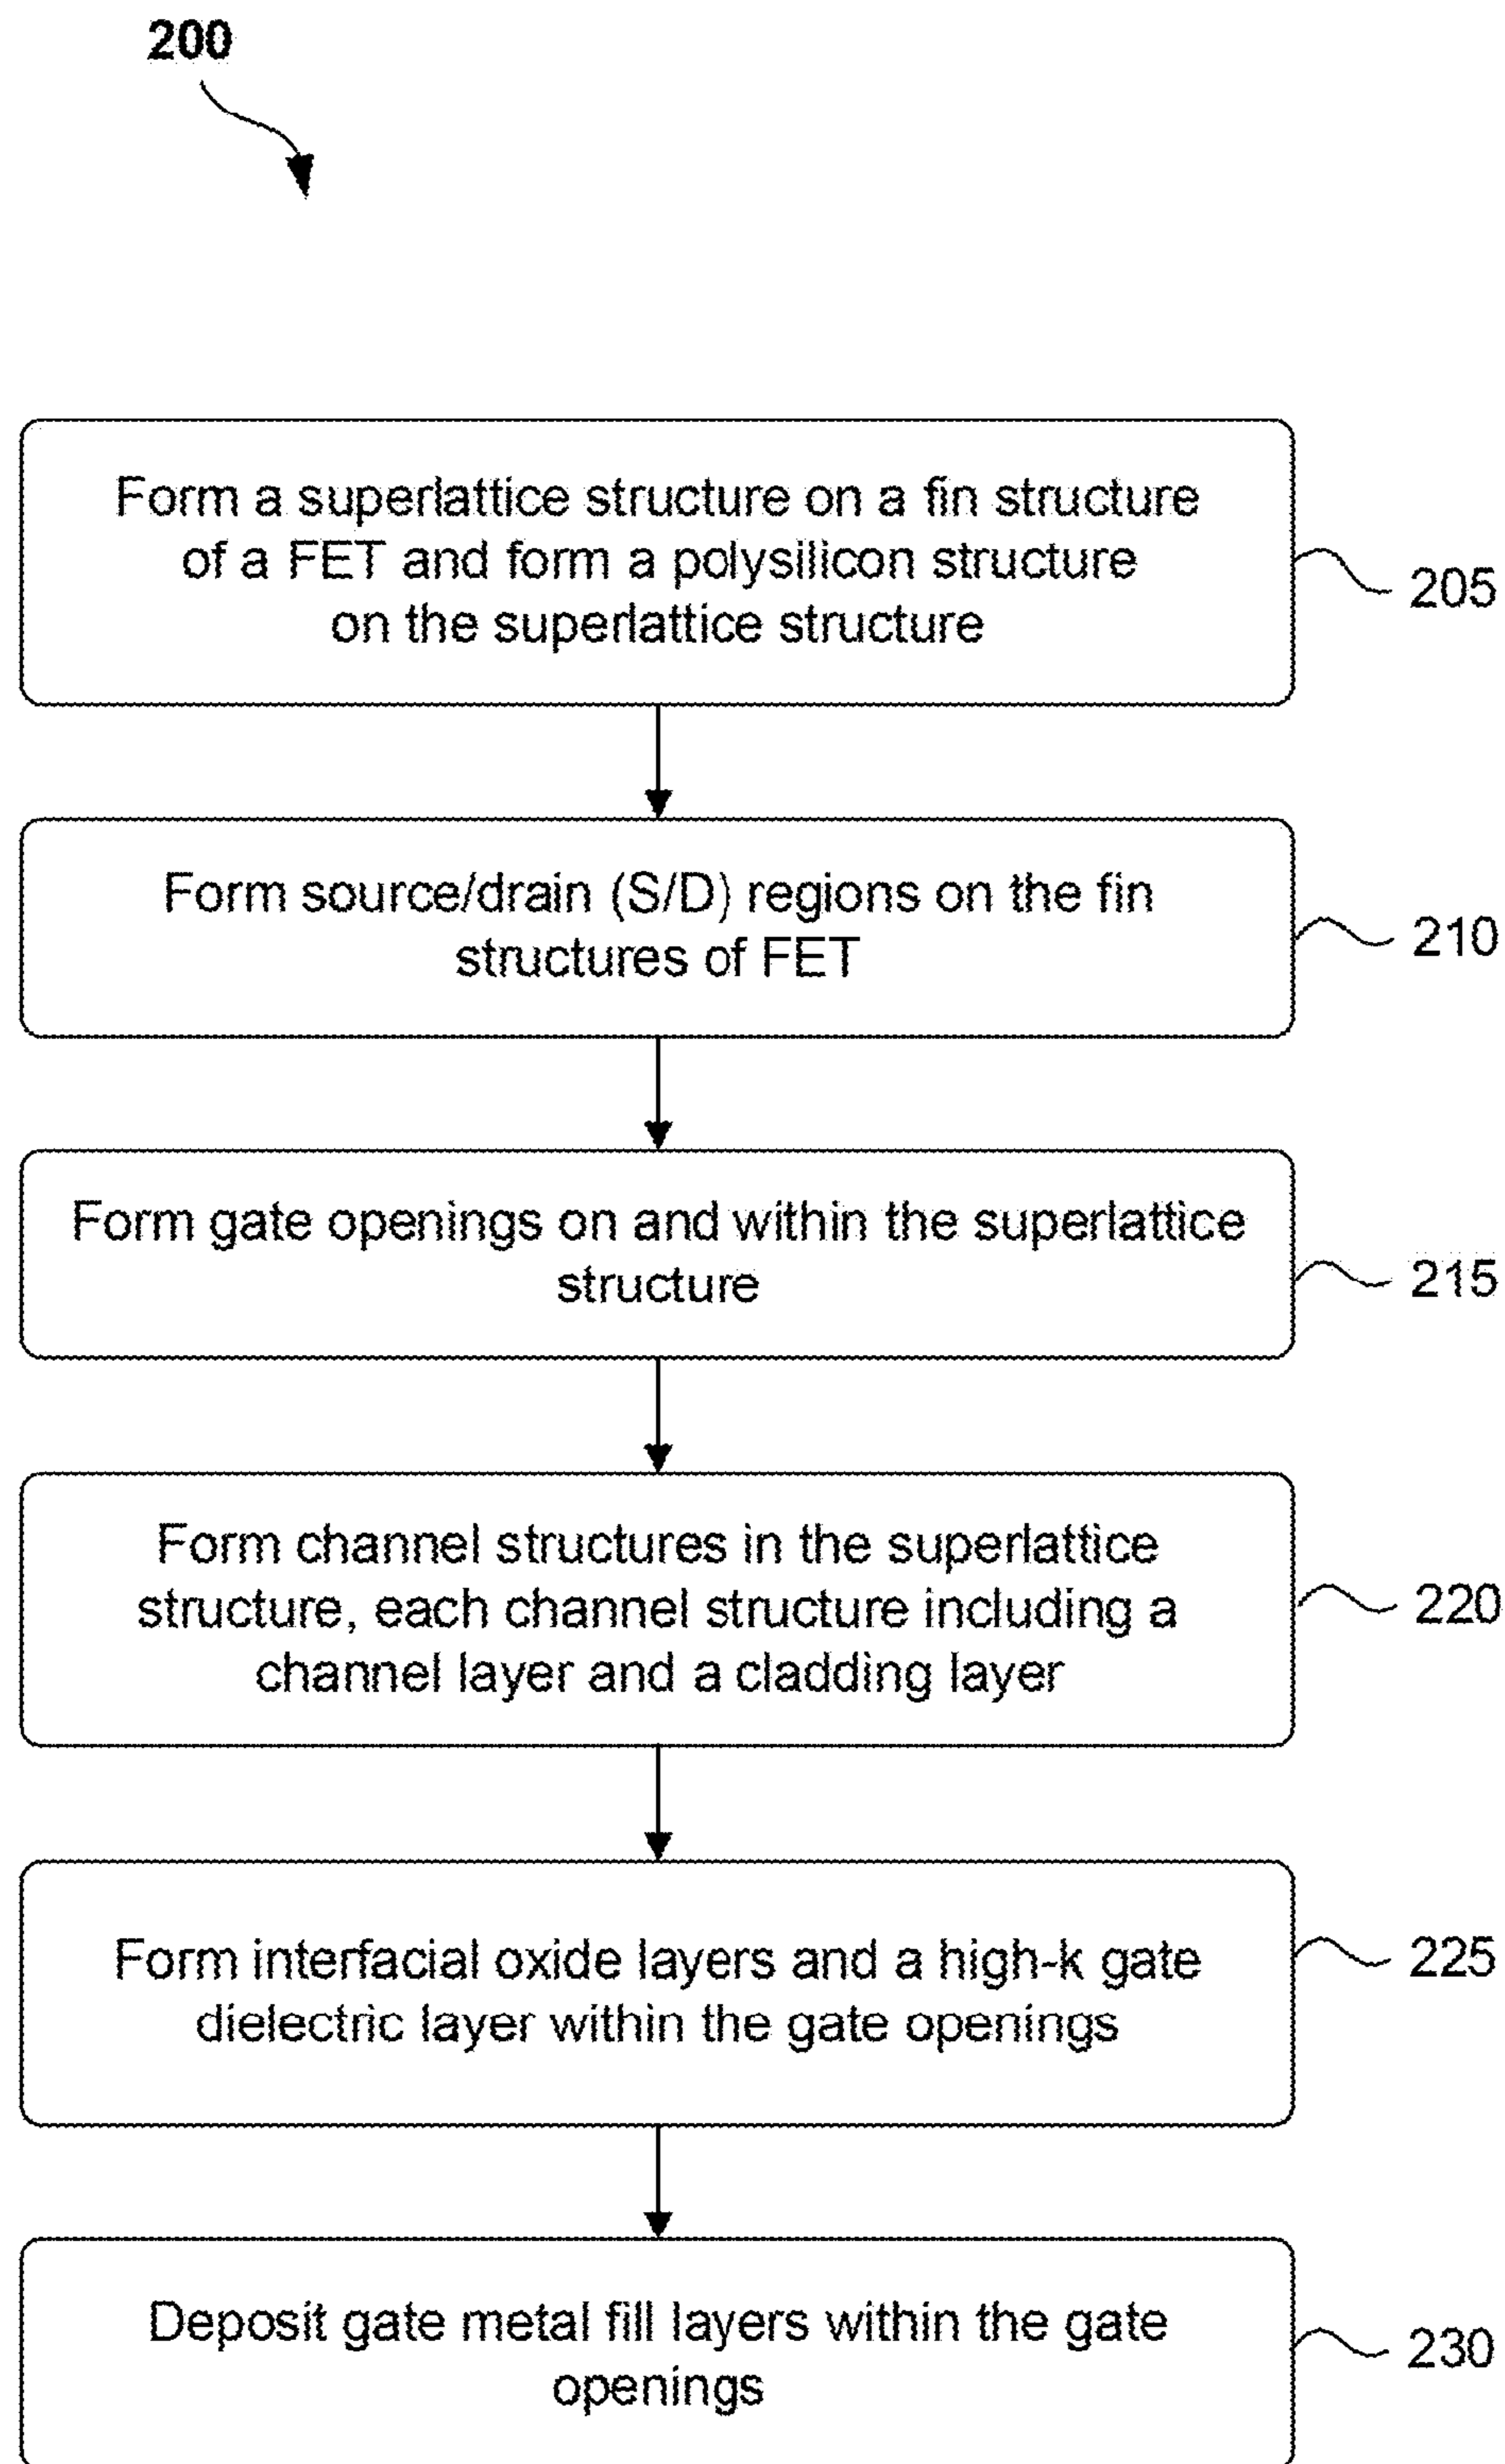 200
Form a superlattice structure on a fin structure
of a FET and form a polysilicon structure
on the superlattice structure
205
Form source/drain (S/D) regions on the fin
structures of FET
210
Form gate openings on and within the superlattice
structure
215
Form channel structures in the superlattice
structure, each channel structure including a
channel layer and a cladding layer
220
Form interfacial oxide layers and a high-k gate
dielectric layer within the gate openings
225
Deposit gate metal fill layers within the gate
openings
230